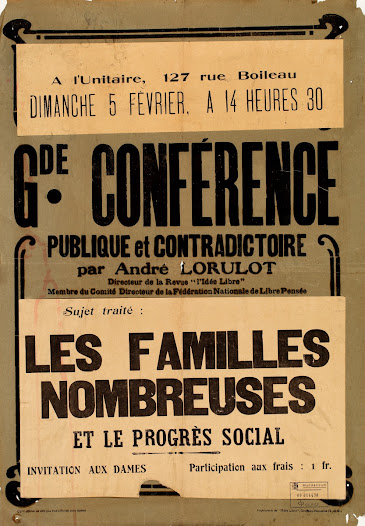 A l'Unitaire, 127 rue Boileau
DIMANCHE 5 FÉVRIER, A 14 HEURES 30
GDE. CONFÉRENCE
PUBLIQUE et CONTRADICTOIRE
par André LORULOT
Directeur de la Revue "l'Idée Libre"
Membre du Comité Directeur de la Fédération Nationale de Libre Pensée
Sujet traité :
LES FAMILLES
NOMBREUSES
ET LE PROGRÈS SOCIAL
INVITATION AUX DAMES Participation aux frais : 1 fr.